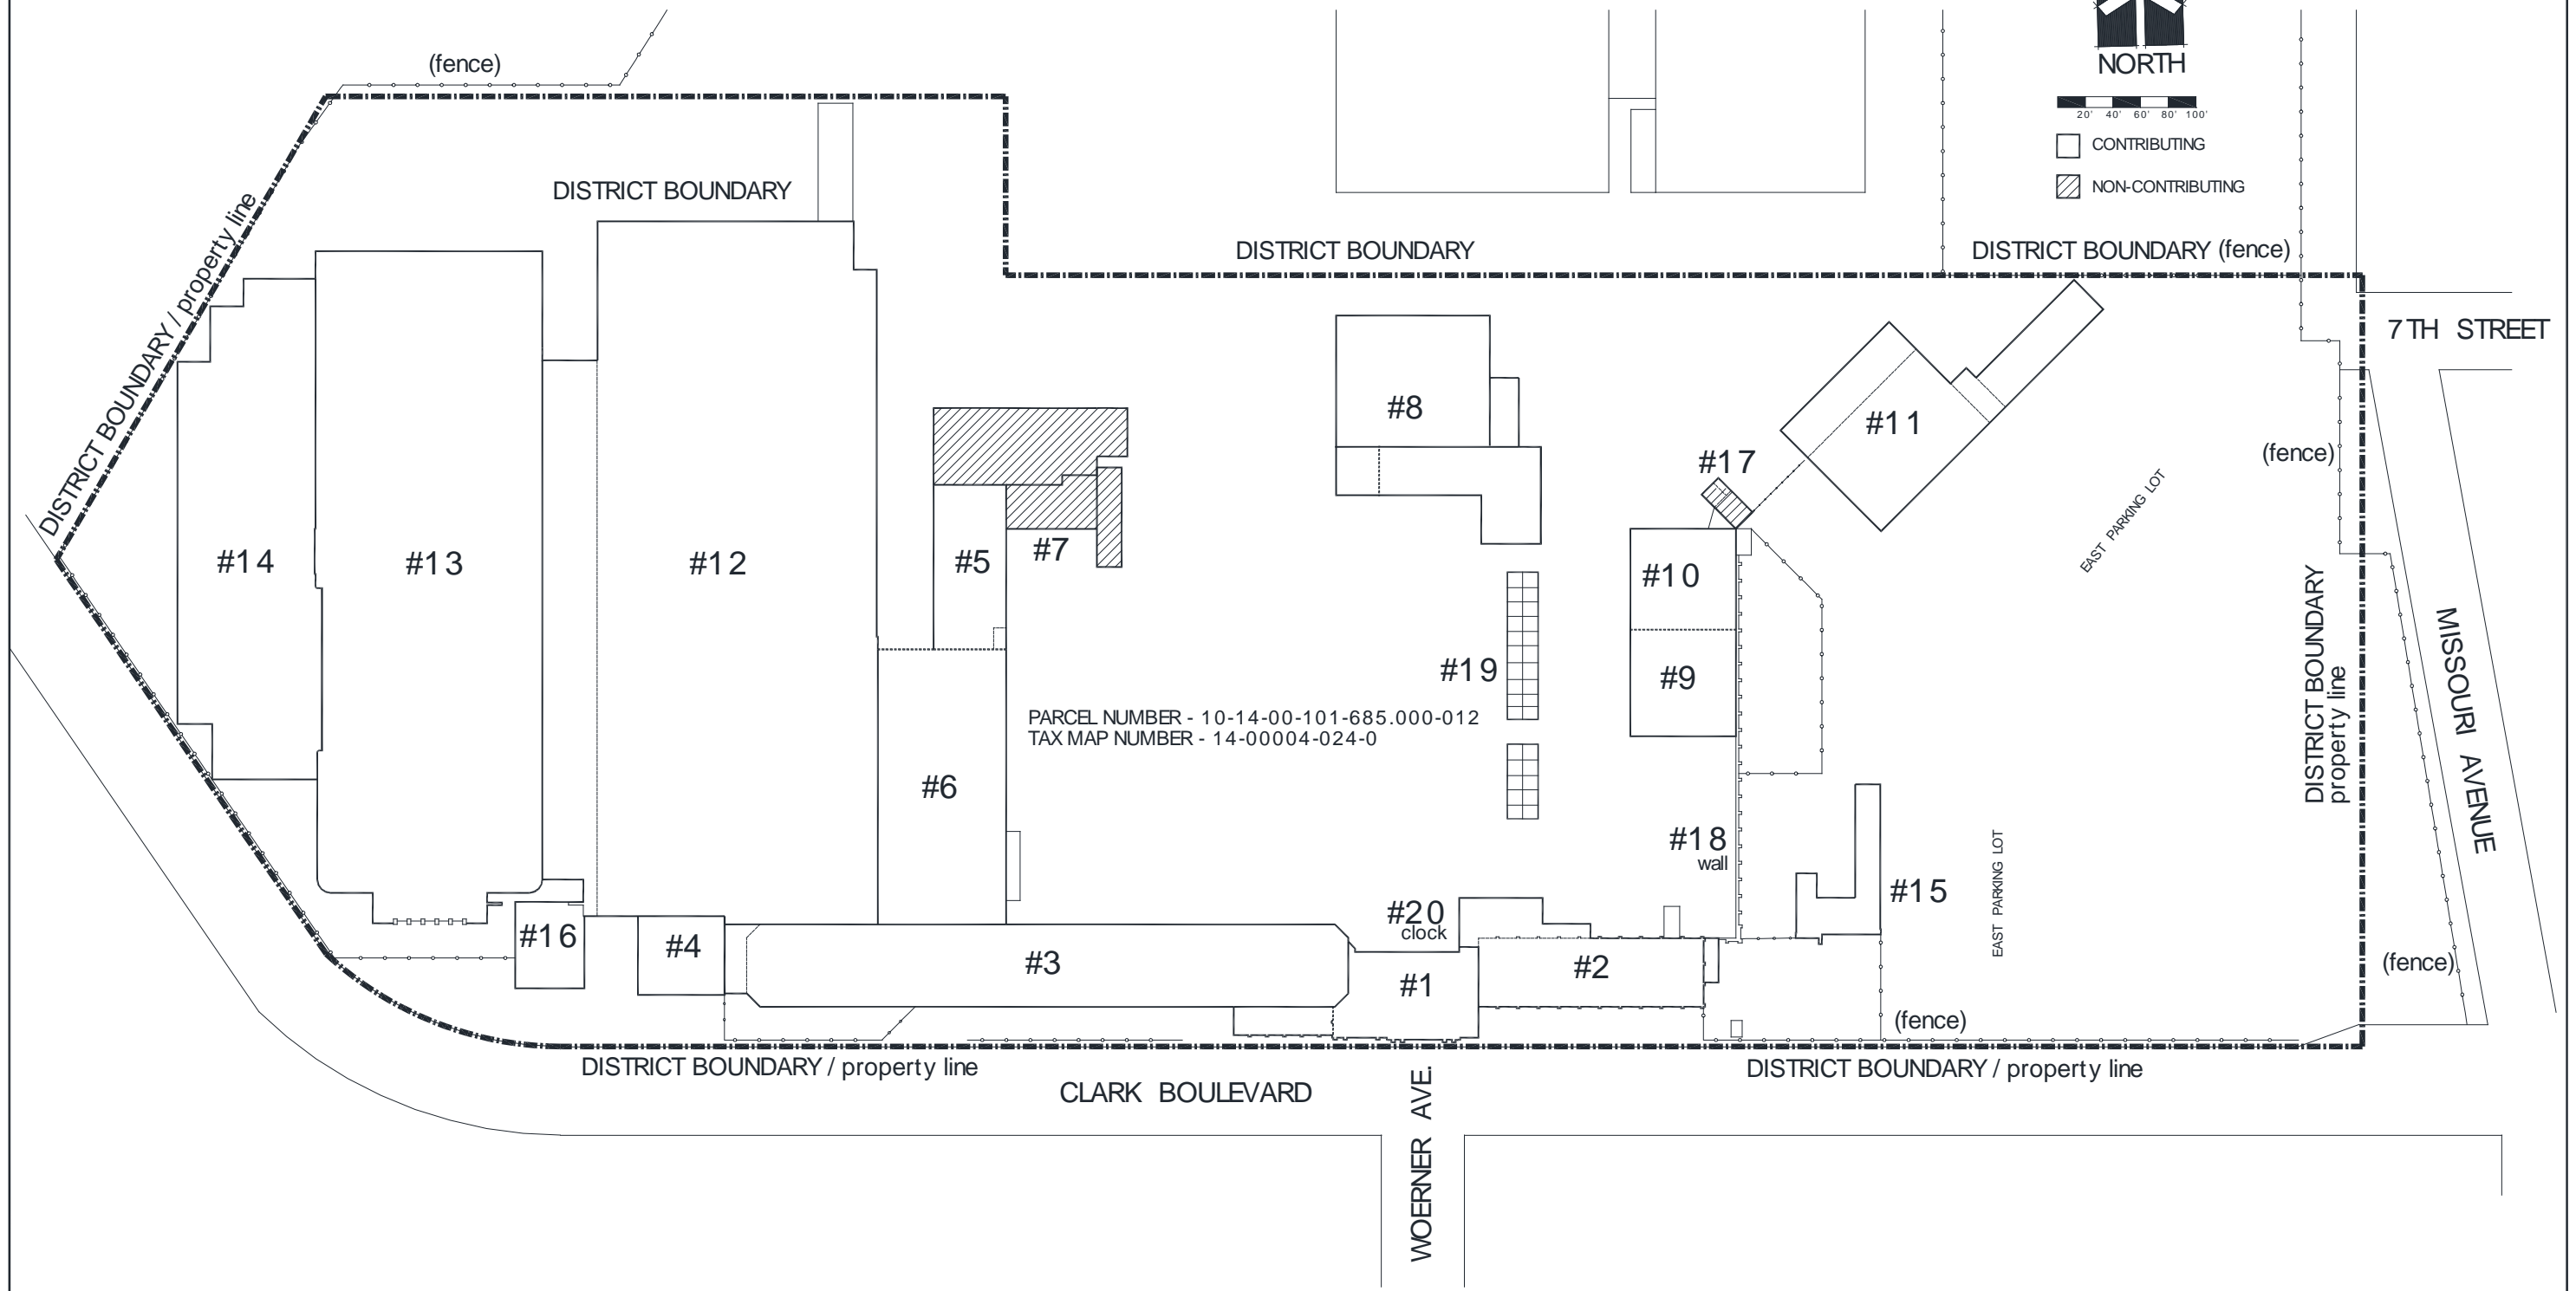 (fence)
NORTH
20' 40' 60' 80' 100'
CONTRIBUTING
NON-CONTRIBUTING
DISTRICT BOUNDARY
DISTRICT BOUNDARY / property line
DISTRICT BOUNDARY
DISTRICT BOUNDARY (fence)
7TH STREET
#8
#11
#17
(fence)
EAST PARKING LOT
#14
#13
#12
#5
#7
#10
#19
#9
DISTRICT BOUNDARY
property line
MISSOURI AVENUE
PARCEL NUMBER - 10-14-00-101-685.000-012
TAX MAP NUMBER - 14-00004-024-0
#6
#18
wall
#15
EAST PARKING LOT
#20
clock
#16
#4
#3
#1
#2
(fence)
(fence)
DISTRICT BOUNDARY / property line
DISTRICT BOUNDARY / property line
CLARK BOULEVARD
WOERNER AVE.